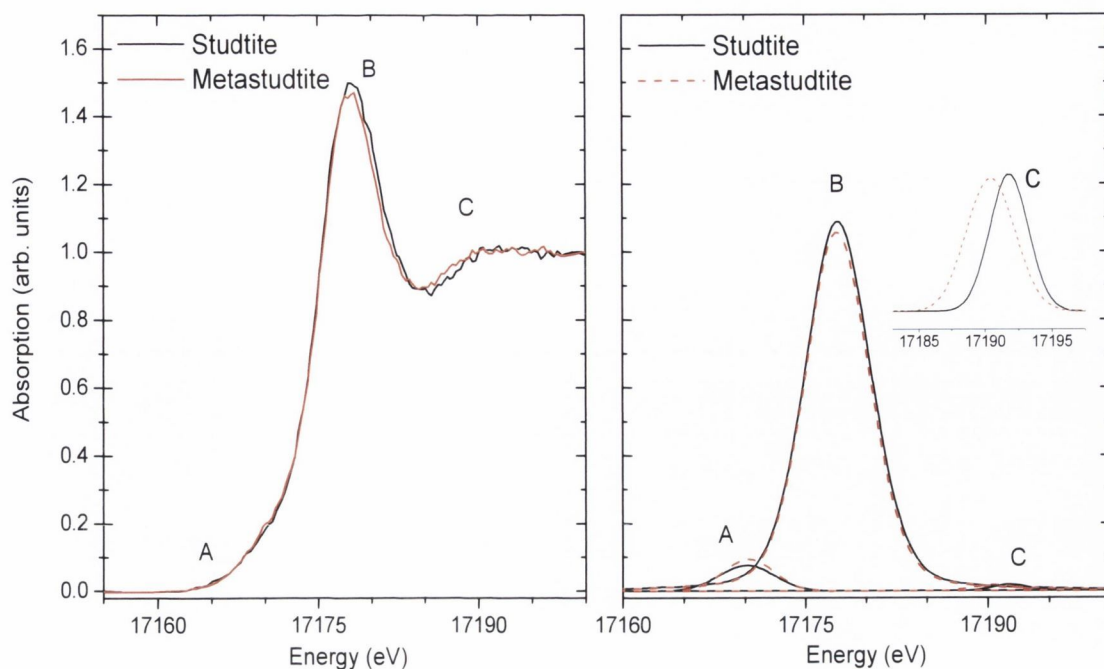 Studtite
Metastudtite
B
C
A
1.6
1.4
1.2
1.0
0.8
0.6
0.4
0.2
0.0
Absorption (arb. units)
17160 17175 17190
Energy (eV)
Studtite
Metastudtite
B
C
17185 17190 17195
A
C
17160 17175 17190
Energy (eV)